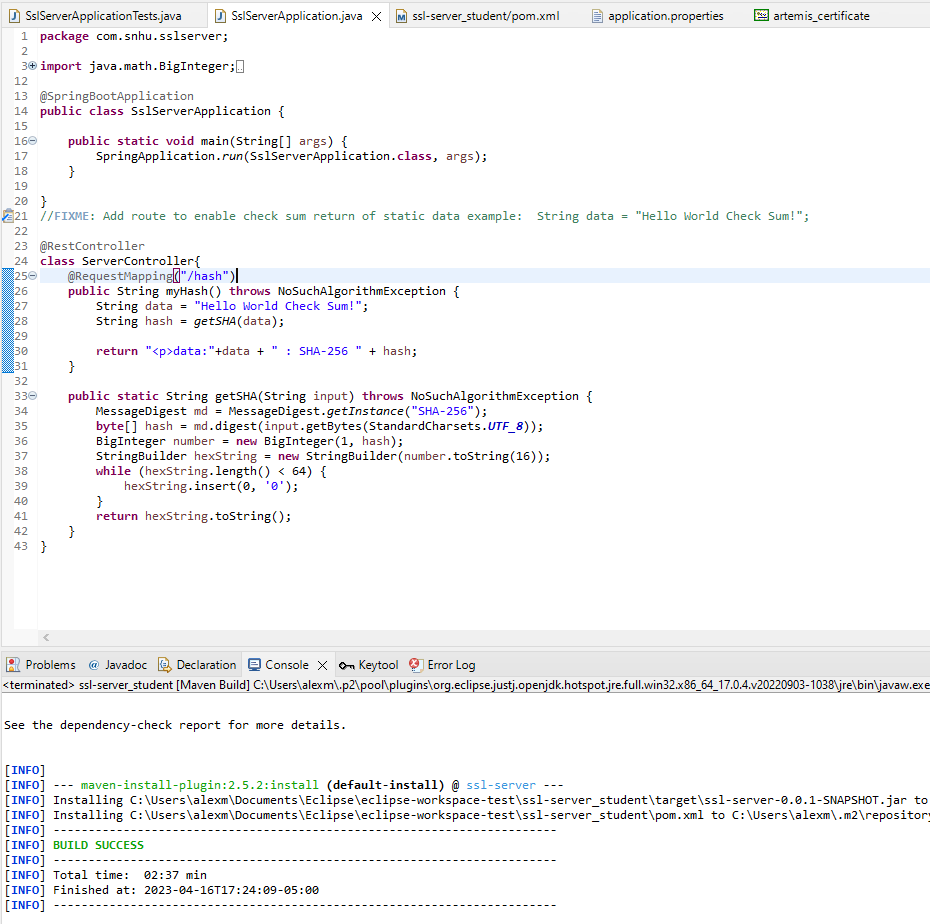 SslServerApplicationTests.java SslServerApplication.java ssl-server_student/pom.xml application.properties artemis_certificate
1 package com.snhu.sslserver;
2
3 import java.math.BigInteger;
12
13 @SpringBootApplication
14 public class SslServerApplication {
15
16 public static void main(String[] args) {
17 SpringApplication.run(SslServerApplication.class, args);
18 }
19
20 }
21 //FIXME: Add route to enable check sum return of static data example:  String data = "Hello World Check Sum!";
22
23 @RestController
24 class ServerController{
25 @RequestMapping("/hash")
26 public String myHash() throws NoSuchAlgorithmException {
27 String data = "Hello World Check Sum!";
28 String hash = getSHA(data);
29
30 return "<p>data:"+data + " : SHA-256 " + hash;
31 }
32
33 public static String getSHA(String input) throws NoSuchAlgorithmException {
34 MessageDigest md = MessageDigest.getInstance("SHA-256");
35 byte[] hash = md.digest(input.getBytes(StandardCharsets.UTF_8));
36 BigInteger number = new BigInteger(1, hash);
37 StringBuilder hexString = new StringBuilder(number.toString(16));
38 while (hexString.length() < 64) {
39 hexString.insert(0, '0');
40 }
41 return hexString.toString();
42 }
43 }
Problems @ Javadoc Declaration Console Keytool Error Log
<terminated> ssl-server_student [Maven Build] C:\Users\alexm\.p2\pool\plugins\org.eclipse.justj.openjdk.hotspot.jre.full.win32.x86_64_17.0.4.v20220903-1038\jre\bin\javaw.exe
See the dependency-check report for more details.
[INFO]
[INFO] --- maven-install-plugin:2.5.2:install (default-install) @ ssl-server ---
[INFO] Installing C:\Users\alexm\Documents\Eclipse\eclipse-workspace-test\ssl-server_student\target\ssl-server-0.0.1-SNAPSHOT.jar to
[INFO] Installing C:\Users\alexm\Documents\Eclipse\eclipse-workspace-test\ssl-server_student\pom.xml to C:\Users\alexm\.m2\repository
[INFO] ------------------------------------------------------------------------
[INFO] BUILD SUCCESS
[INFO] ------------------------------------------------------------------------
[INFO] Total time:  02:37 min
[INFO] Finished at: 2023-04-16T17:24:09-05:00
[INFO] ------------------------------------------------------------------------